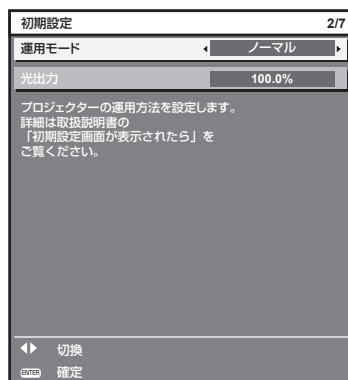 初期設定 2/7
運用モード ノーマル
光出力 100.0%
プロジェクターの運用方法を設定します。
詳細は取扱説明書の
「初期設定画面が表示されたら」を
ご覧ください。
切換
ENTER 確定